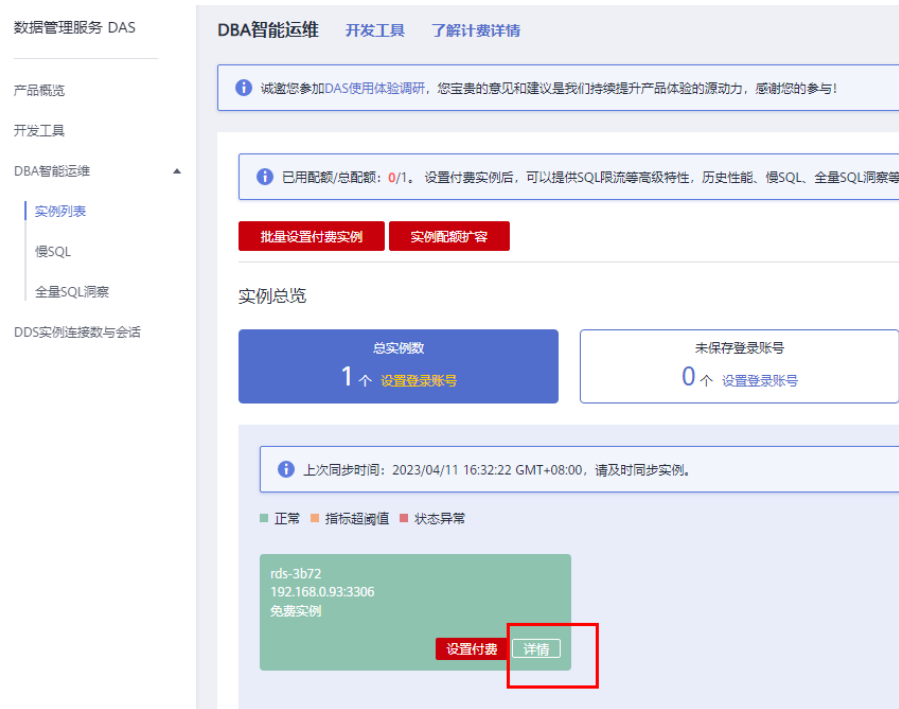 数据管理服务 DAS
产品概览
开发工具
DBA智能运维
实例列表
慢SQL
全量SQL洞察
DDS实例连接数与会话
DBA智能运维 开发工具 了解计费详情
诚邀您参加DAS使用体验调研，您宝贵的意见和建议是我们持续提升产品体验的源动力，感谢您的参与！
已用配额/总配额：0/1。 设置付费实例后，可以提供SQL限流等高级特性，历史性能、慢SQL、全量SQL洞察等
批量设置付费实例 实例配额扩容
实例总览
总实例数
1 个 设置登录账号
未保存登录账号
0 个 设置登录账号
上次同步时间：2023/04/11 16:32:22 GMT+08:00，请及时同步实例。
正常 指标超阈值 状态异常
rds-3b72
192.168.0.93:3306
免费实例
设置付费 详情